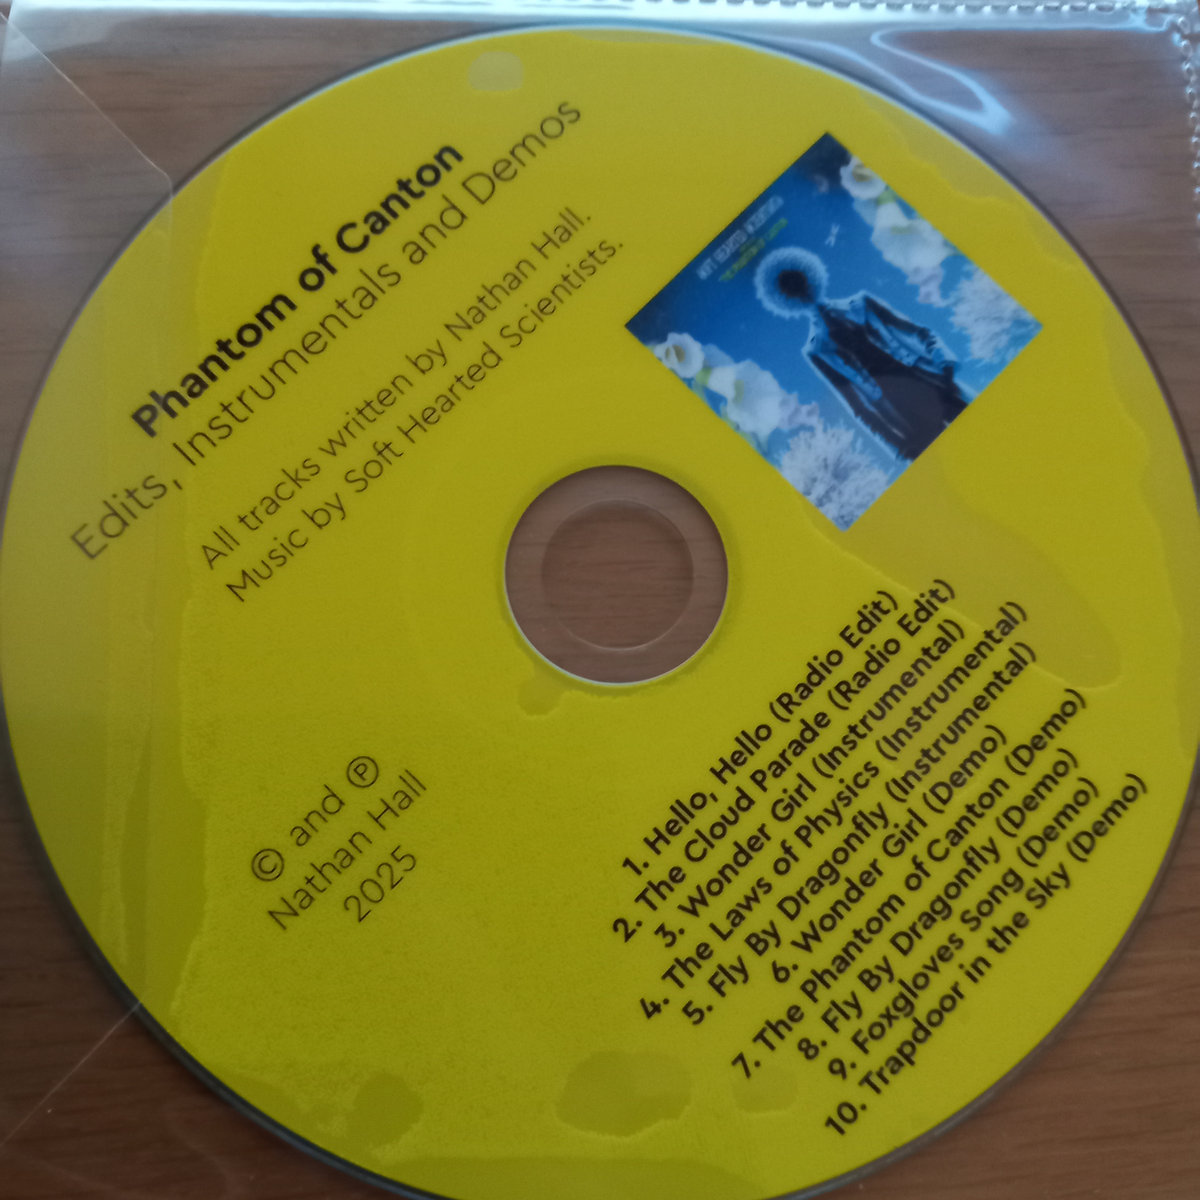 Phantom of Canton
Edits, Instrumentals and Demos
All tracks written by Nathan Hall.
Music by Soft Hearted Scientists.
1. Hello, Hello (Radio Edit)
2. The Cloud Parade (Radio Edit)
3. Wonder Girl (Instrumental)
4. The Laws of Physics (Instrumental)
5. Fly By Dragonfly (Instrumental)
6. Wonder Girl (Demo)
7. The Phantom of Canton (Demo)
8. Fly By Dragonfly (Demo)
9. Foxgloves Song (Demo)
10. Trapdoor in the Sky (Demo)
© and ℗
Nathan Hall
2025